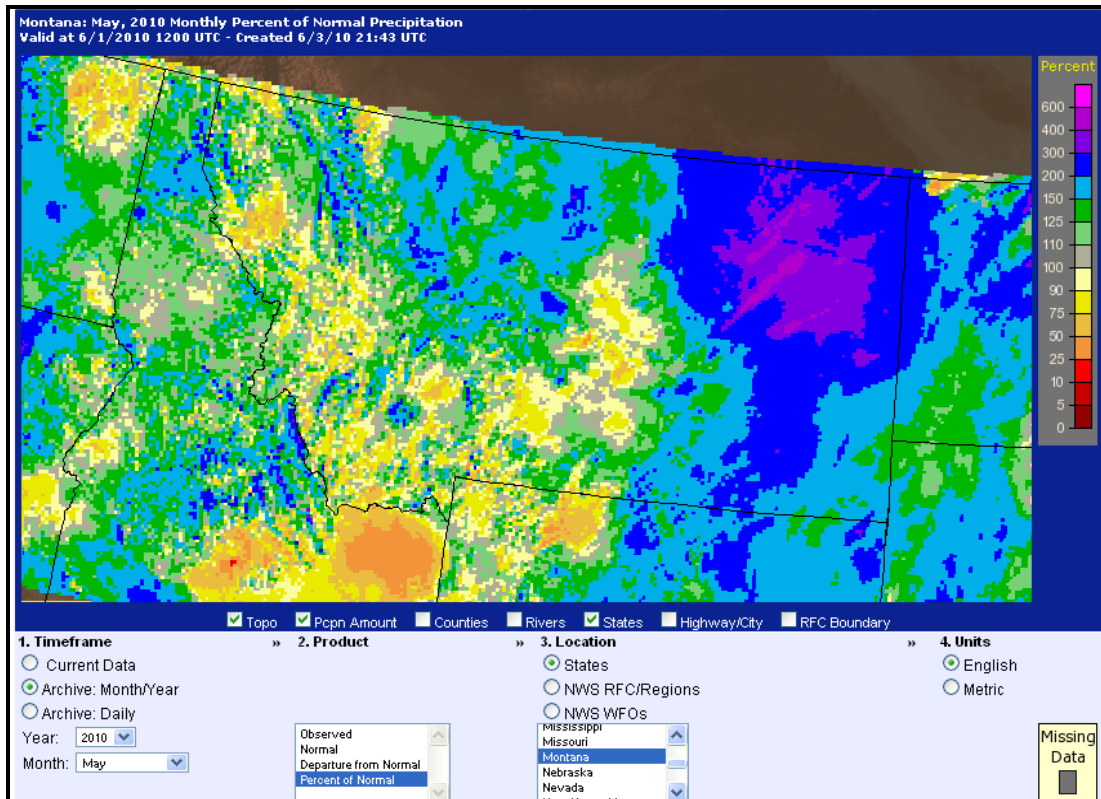 Montana: May, 2010 Monthly Percent of Normal Precipitation
Valid at 6/1/2010 1200 UTC - Created 6/3/10 21:43 UTC
Percent
600
400
300
200
150
125
110
100
90
75
50
25
10
5
0
Topo Pcpn Amount Counties Rivers States Highway/City RFC Boundary
1. Timeframe » 2. Product » 3. Location » 4. Units
Current Data
Archive: Month/Year
Archive: Daily
Year: 2010
Month: May
Observed
Normal
Departure from Normal
Percent of Normal
States
NWS RFC/Regions
NWS WFOs
Mississippi
Missouri
Montana
Nebraska
Nevada
English
Metric
Missing
Data